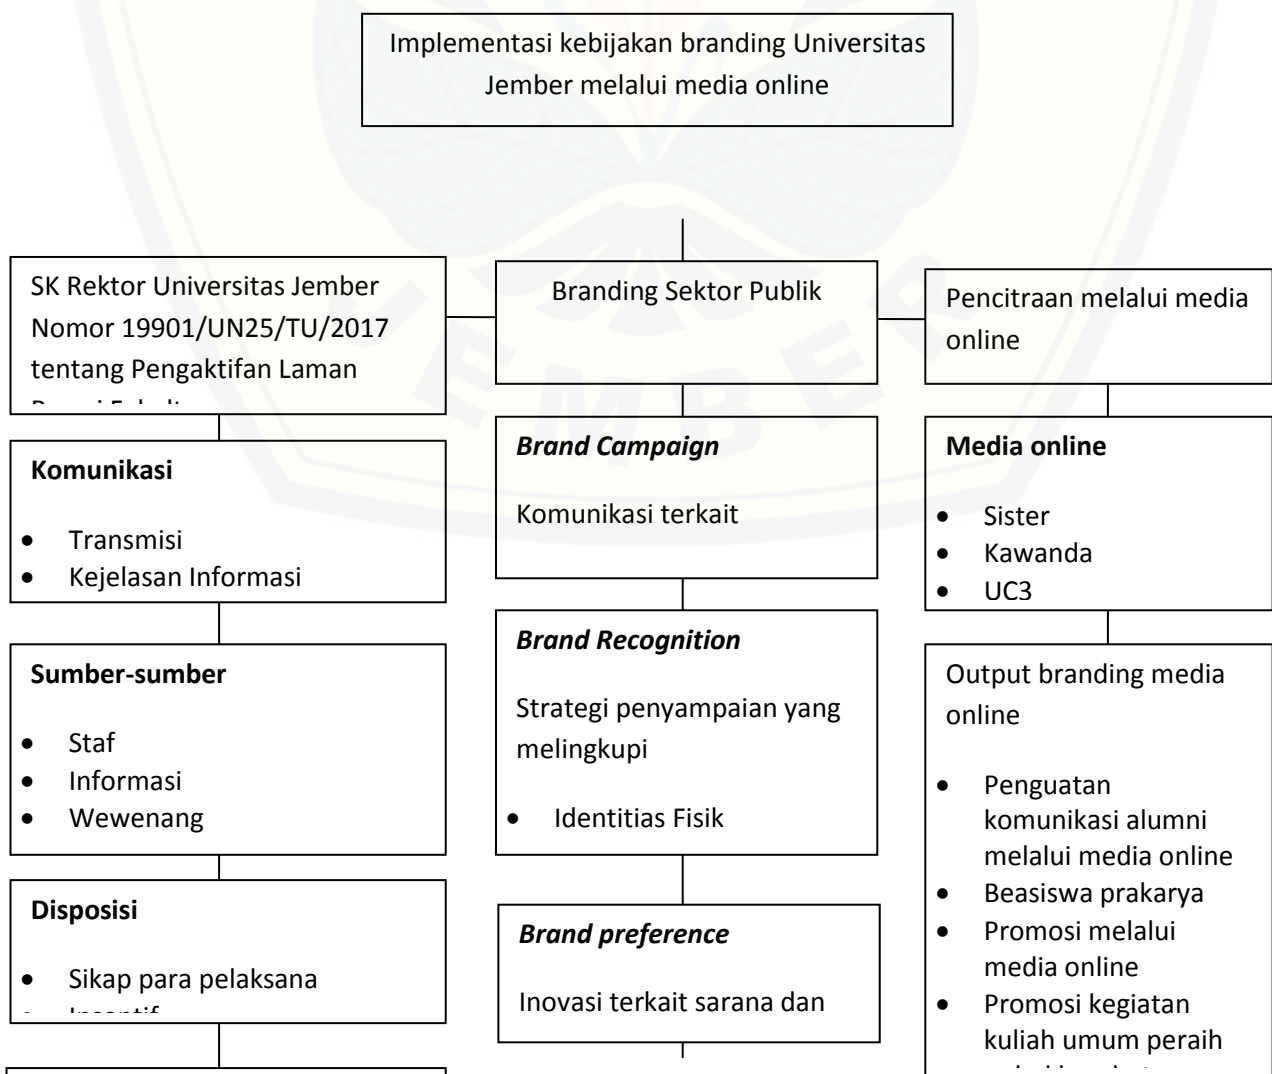 Implementasi kebijakan branding Universitas
Jember melalui media online
SK Rektor Universitas Jember
Nomor 19901/UN25/TU/2017
tentang Pengaktifan Laman
Branding Sektor Publik
Pencitraan melalui media
online
Komunikasi
• Transmisi
• Kejelasan Informasi
Brand Campaign
Komunikasi terkait
Media online
• Sister
• Kawanda
• UC3
Sumber-sumber
• Staf
• Informasi
• Wewenang
Brand Recognition
Strategi penyampaian yang
melingkupi
• Identitias Fisik
Output branding media
online
• Penguatan
komunikasi alumni
melalui media online
• Beasiswa prakarya
• Promosi melalui
media online
• Promosi kegiatan
kuliah umum peraih
Disposisi
• Sikap para pelaksana
Brand preference
Inovasi terkait sarana dan
JEMBER